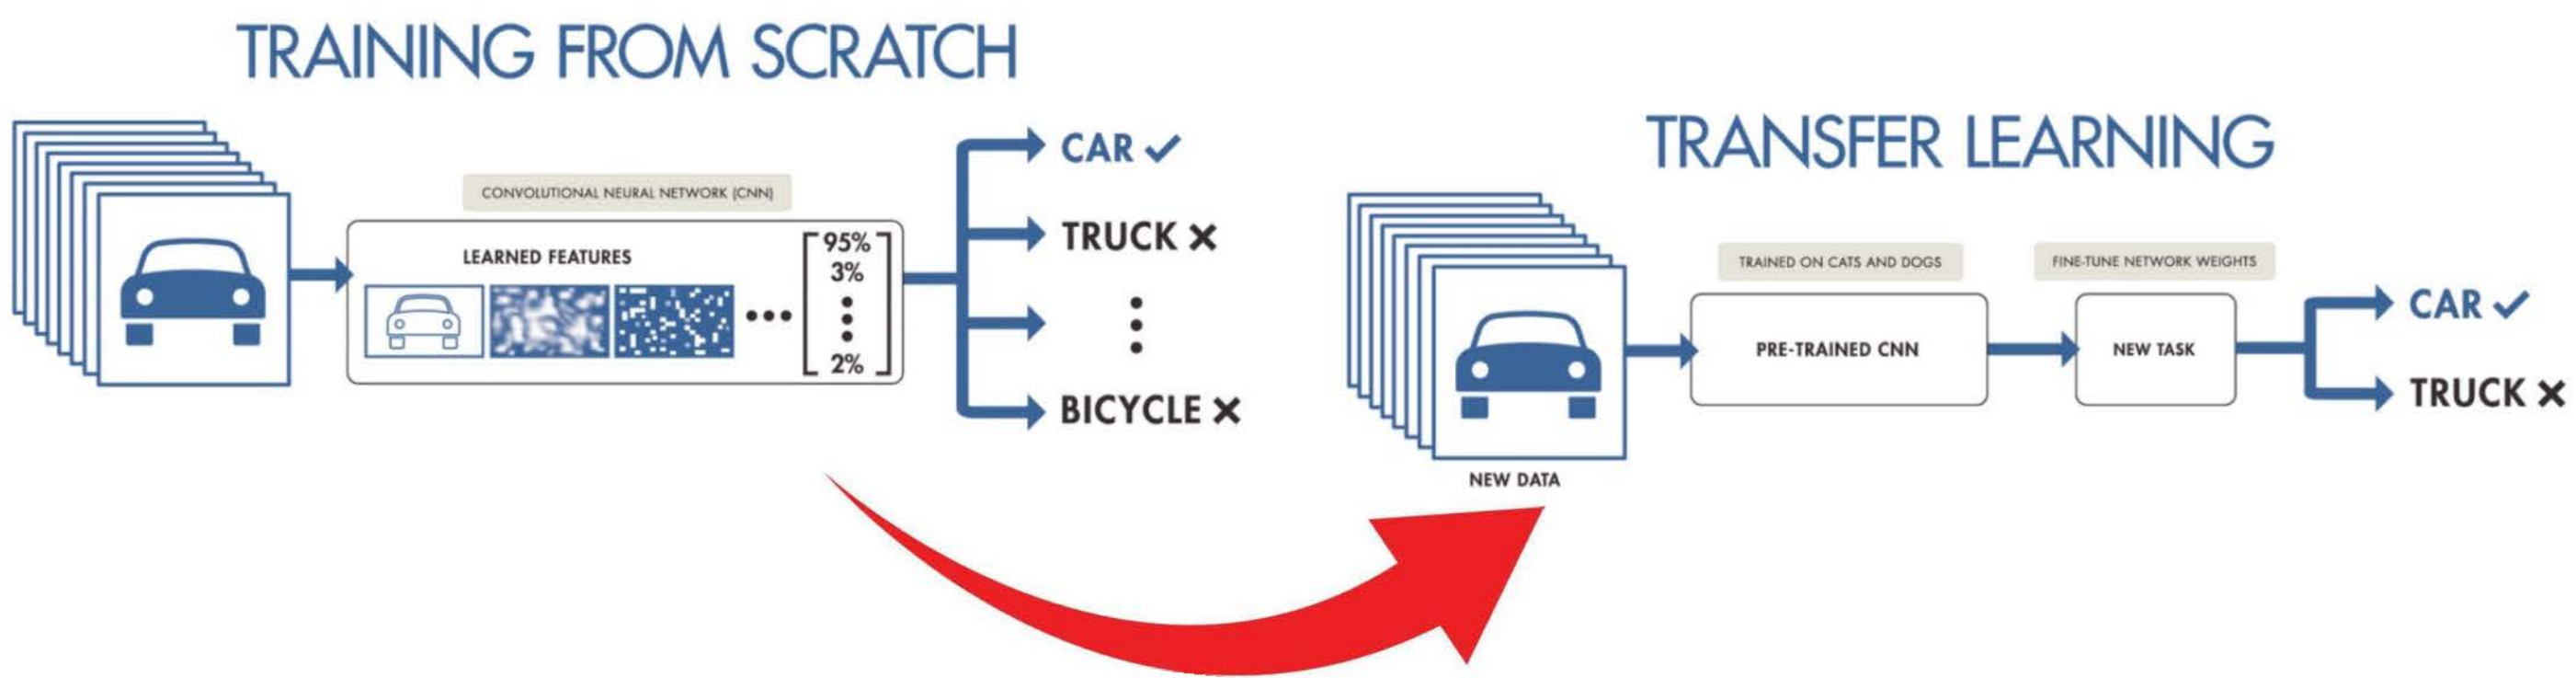 TRAINING FROM SCRATCH
CONVOLUTIONAL NEURAL NETWORK (CNN)
LEARNED FEATURES
95%
3%
2%
CAR
TRUCK
BICYCLE
TRANSFER LEARNING
NEW DATA
TRAINED ON CATS AND DOGS
PRE-TRAINED CNN
FINE-TUNE NETWORK WEIGHTS
NEW TASK
CAR
TRUCK